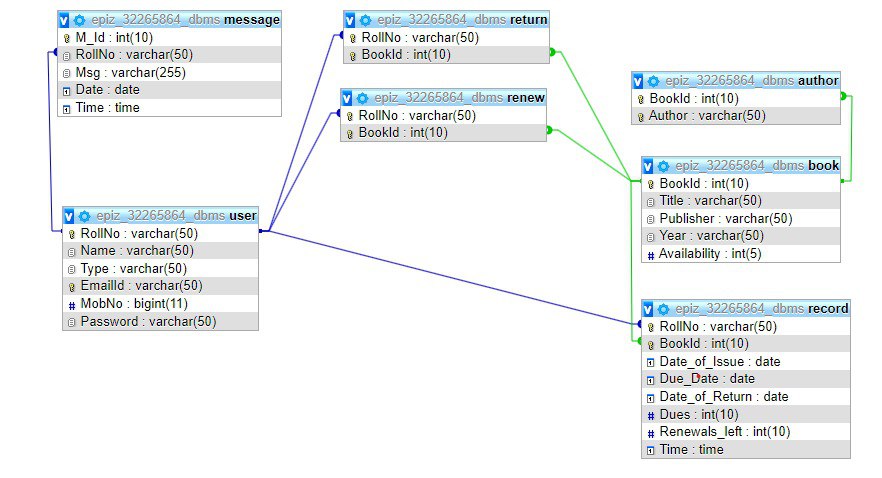 epiz_32265864_dbms message
M_Id : int(10)
RollNo : varchar(50)
Msg : varchar(255)
Date : date
Time : time
epiz_32265864_dbms return
RollNo : varchar(50)
BookId : int(10)
epiz_32265864_dbms renew
RollNo : varchar(50)
BookId : int(10)
epiz_32265864_dbms author
BookId : int(10)
Author : varchar(50)
epiz_32265864_dbms book
BookId : int(10)
Title : varchar(50)
Publisher : varchar(50)
Year : varchar(50)
# Availability : int(5)
epiz_32265864_dbms user
RollNo : varchar(50)
Name : varchar(50)
Type : varchar(50)
EmailId : varchar(50)
# MobNo : bigint(11)
Password : varchar(50)
epiz_32265864_dbms record
RollNo : varchar(50)
BookId : int(10)
Date_of_Issue : date
Due_Date : date
Date_of_Return : date
# Dues : int(10)
# Renewals_left : int(10)
Time : time